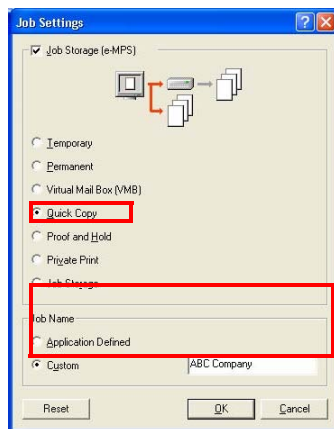 Job Settings
Job Storage (e-MPS)
Temporary
Permanent
Virtual Mail Box (VMB)
Quick Copy
Proof and Hold
Private Print
Job Storage
Job Name
Application Defined
Custom
ABC Company
Reset
OK
Cancel